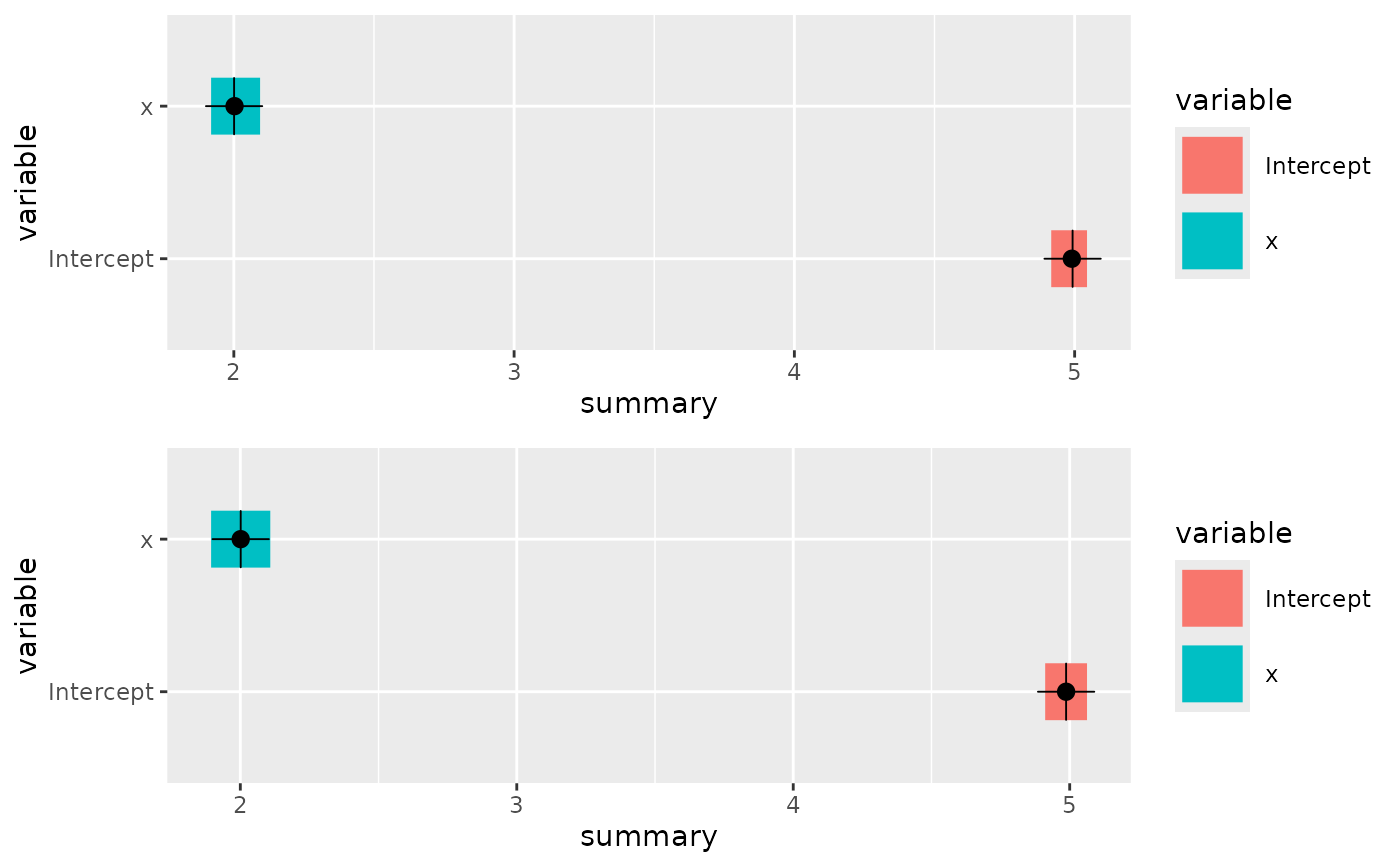 variable
x
Intercept
2 3 4 5
summary
variable
Intercept
x
variable
x
Intercept
2 3 4 5
summary
variable
Intercept
x